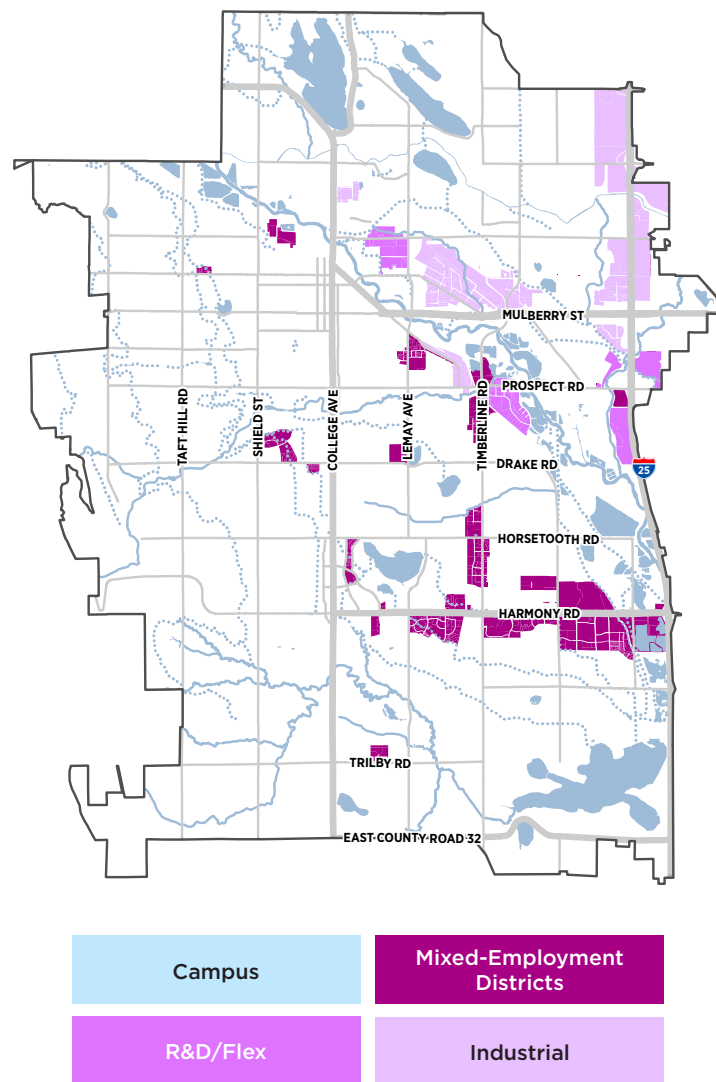 MULBERRY ST
PROSPECT RD
TAFT HILL RD
SHIELD ST
COLLEGE AVE
LEMAY AVE
TIMBERLINE RD
DRAKE RD
25
HORSETOOTH RD
HARMONY RD
TRILBY RD
EAST COUNTY ROAD 32
Campus
Mixed-Employment
Districts
R&D/Flex
Industrial